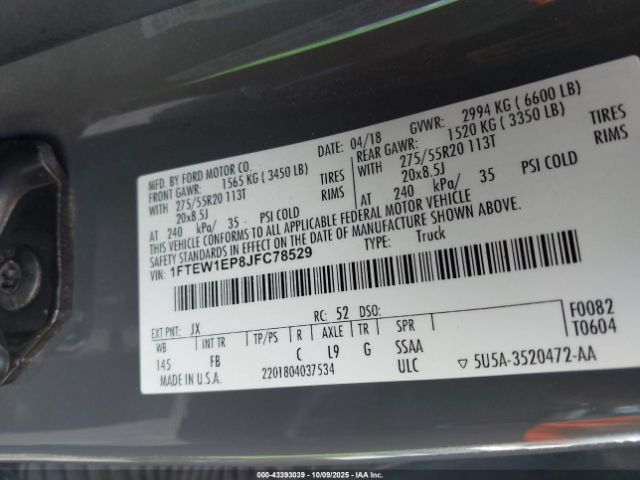 MFD. BY FORD MOTOR CO.
DATE: 04/18
GVWR: 2994 KG ( 6600 LB)
FRONT GAWR: 1565 KG ( 3450 LB)
REAR GAWR: 1520 KG ( 3350 LB)
WITH 275/55R20 113T TIRES
WITH 275/55R20 113T TIRES
20x8.5J RIMS
20x8.5J RIMS
AT 240 kPa/ 35 PSI COLD
AT 240 kPa/ 35 PSI COLD
THIS VEHICLE CONFORMS TO ALL APPLICABLE FEDERAL MOTOR VEHICLE
SAFETY STANDARDS IN EFFECT ON THE DATE OF MANUFACTURE SHOWN ABOVE.
VIN: 1FTEW1EP8JFC78529
TYPE: Truck
EXT PNT: JX RC: 52 DSO: F0082
WB INT TR TP/PS R AXLE TR SPR T0604
145 FB C L9 G SSAA
MADE IN U.S.A. 2201804037534 ULC ▽ 5U5A-3520472-AA
000-43393039 | 10/09/2025 | IAAI.COM